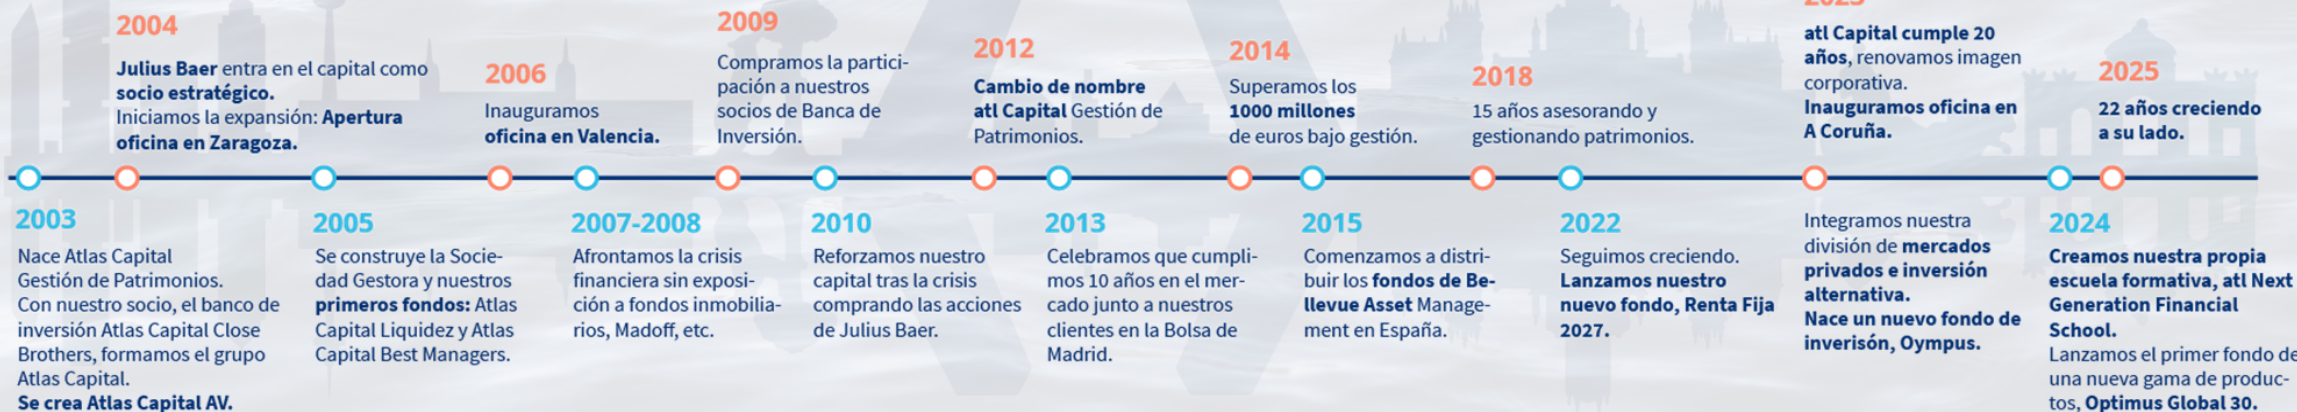 2003
Nace Atlas Capital
Gestión de Patrimonios.
Con nuestro socio, el banco de
inversión Atlas Capital Close
Brothers, formamos el grupo
Atlas Capital.
Se crea Atlas Capital AV.
2004
Julius Baer entra en el capital como
socio estratégico.
Iniciamos la expansión: Apertura
oficina en Zaragoza.
2005
Se construye la Socie-
dad Gestora y nuestros
primeros fondos: Atlas
Capital Liquidez y Atlas
Capital Best Managers.
2006
Inauguramos
oficina en Valencia.
2007-2008
Afrontamos la crisis
financiera sin exposi-
ción a fondos inmobilia-
rios, Madoff, etc.
2009
Compramos la partici-
pación a nuestros
socios de Banca de
Inversión.
2010
Reforzamos nuestro
capital tras la crisis
comprando las acciones
de Julius Baer.
2012
Cambio de nombre
atl Capital Gestión de
Patrimonios.
2013
Celebramos que cumpli-
mos 10 años en el mer-
cado junto a nuestros
clientes en la Bolsa de
Madrid.
2014
Superamos los
1000 millones
de euros bajo gestión.
2015
Comenzamos a distri-
buir los fondos de Be-
llevue Asset Manage-
ment en España.
2018
15 años asesorando y
gestionando patrimonios.
2022
Seguimos creciendo.
Lanzamos nuestro
nuevo fondo, Renta Fija
2027.
2023
atl Capital cumple 20
años, renovamos imagen
corporativa.
Inauguramos oficina en
A Coruña.
Integramos nuestra
división de mercados
privados e inversión
alternativa.
Nace un nuevo fondo de
inverisón, Oympus.
2024
Creamos nuestra propia
escuela formativa, atl Next
Generation Financial
School.
Lanzamos el primer fondo de
una nueva gama de produc-
tos, Optimus Global 30.
2025
22 años creciendo
a su lado.